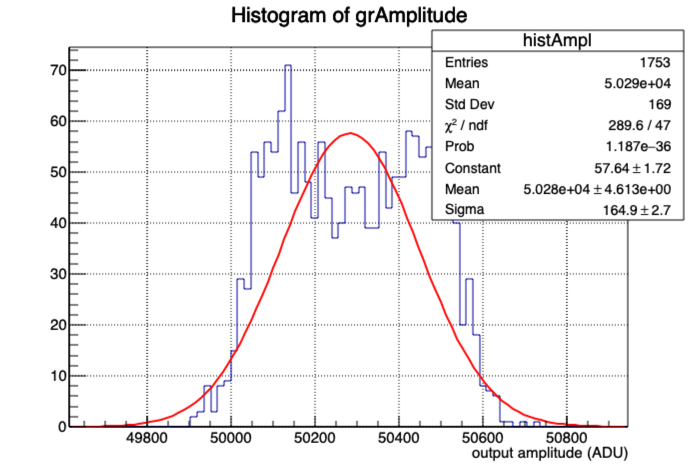 Histogram of grAmplitude
histAmpl
Entries 1753
Mean 5.029e+04
Std Dev 169
χ² / ndf 289.6 / 47
Prob 1.187e−36
Constant 57.64 ± 1.72
Mean 5.028e+04 ± 4.613e+00
Sigma 164.9 ± 2.7
70
60
50
40
30
20
10
0
49800 50000 50200 50400 50600 50800
output amplitude (ADU)